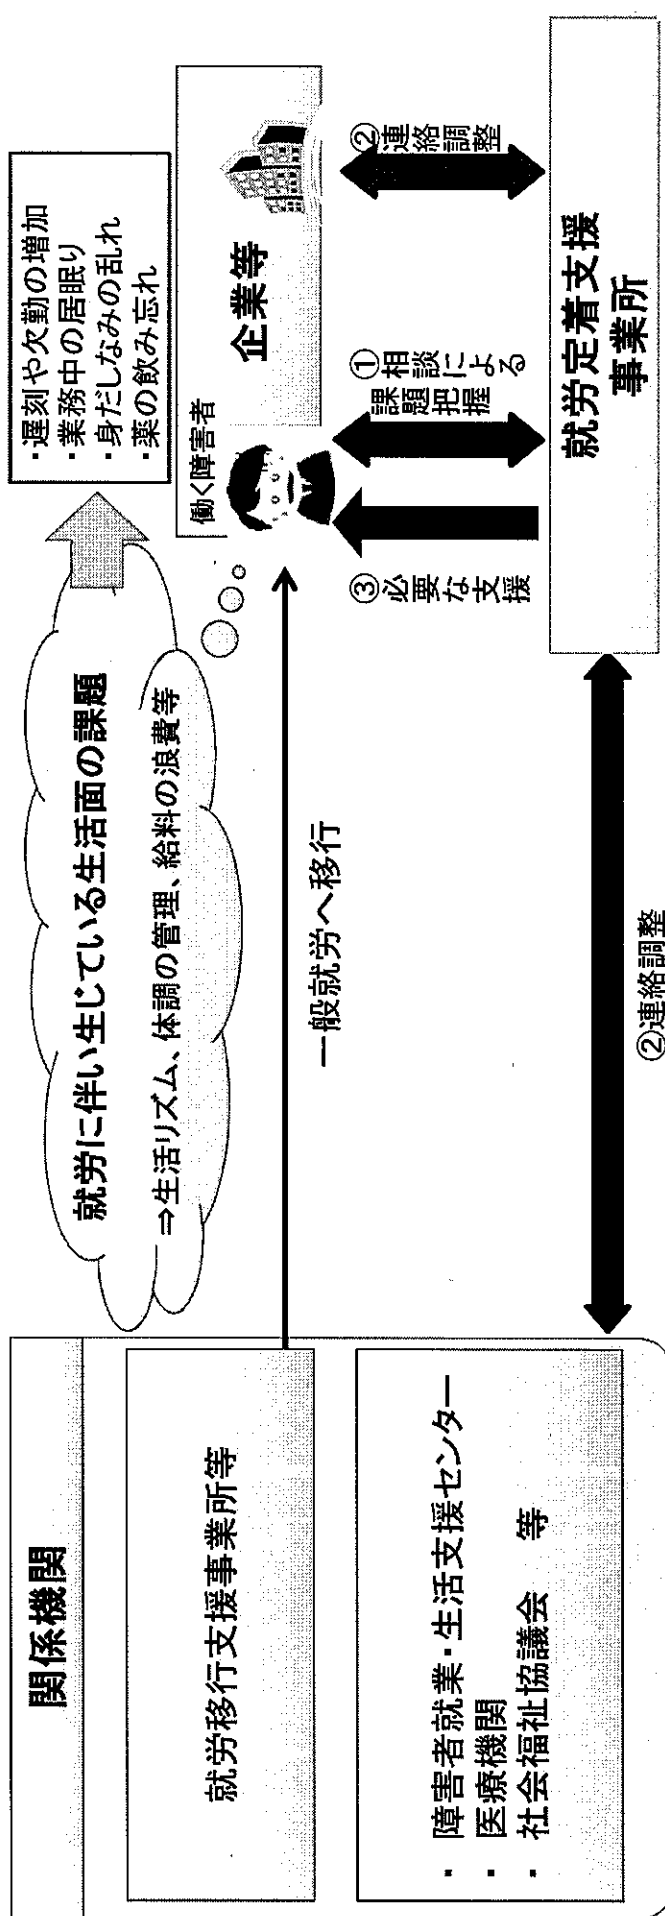 関係機関
就労移行支援事業所等
・ 障害者就業・生活支援センター
・ 医療機関
・ 社会福祉協議会　等
就労に伴い生じている生活面の課題
⇒生活リズム、体調の管理、給料の浪費等
・遅刻や欠勤の増加
・業務中の居眠り
・身だしなみの乱れ
・薬の飲み忘れ
一般就労へ移行
働く障害者
企業等
③必要な支援
①相談による
課題把握
②連絡調整
②連絡調整
就労定着支援
事業所